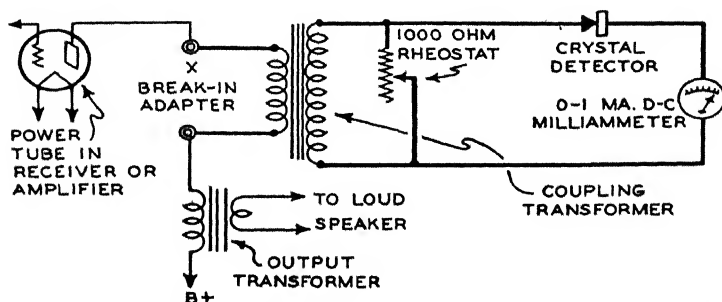 1000 OHM
RHEOSTAT
CRYSTAL
DETECTOR
X
BREAK-IN
ADAPTER
0-1 MA. D-C
MILLIAMMETER
POWER
TUBE IN
RECEIVER OR
AMPLIFIER
COUPLING
TRANSFORMER
TO LOUD
SPEAKER
OUTPUT
TRANSFORMER
B+